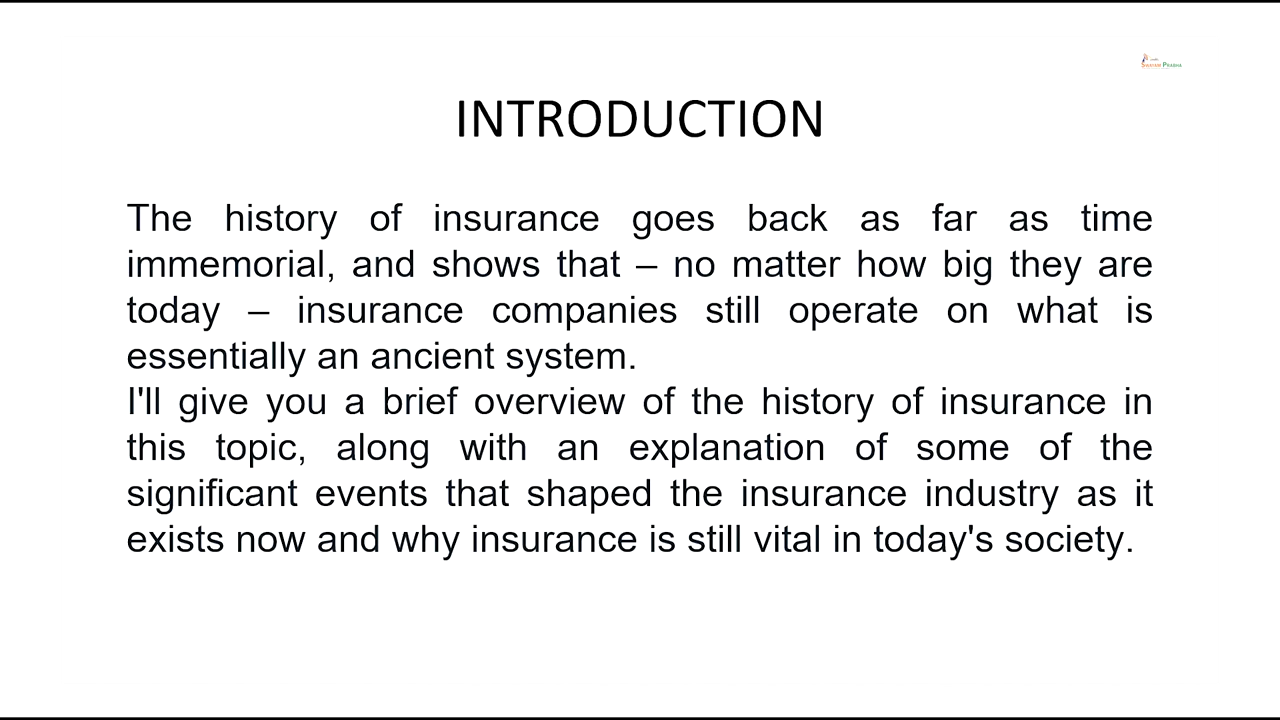 Swayam Prabha
INTRODUCTION
The history of insurance goes back as far as time
immemorial, and shows that – no matter how big they are
today – insurance companies still operate on what is
essentially an ancient system.
I'll give you a brief overview of the history of insurance in
this topic, along with an explanation of some of the
significant events that shaped the insurance industry as it
exists now and why insurance is still vital in today's society.